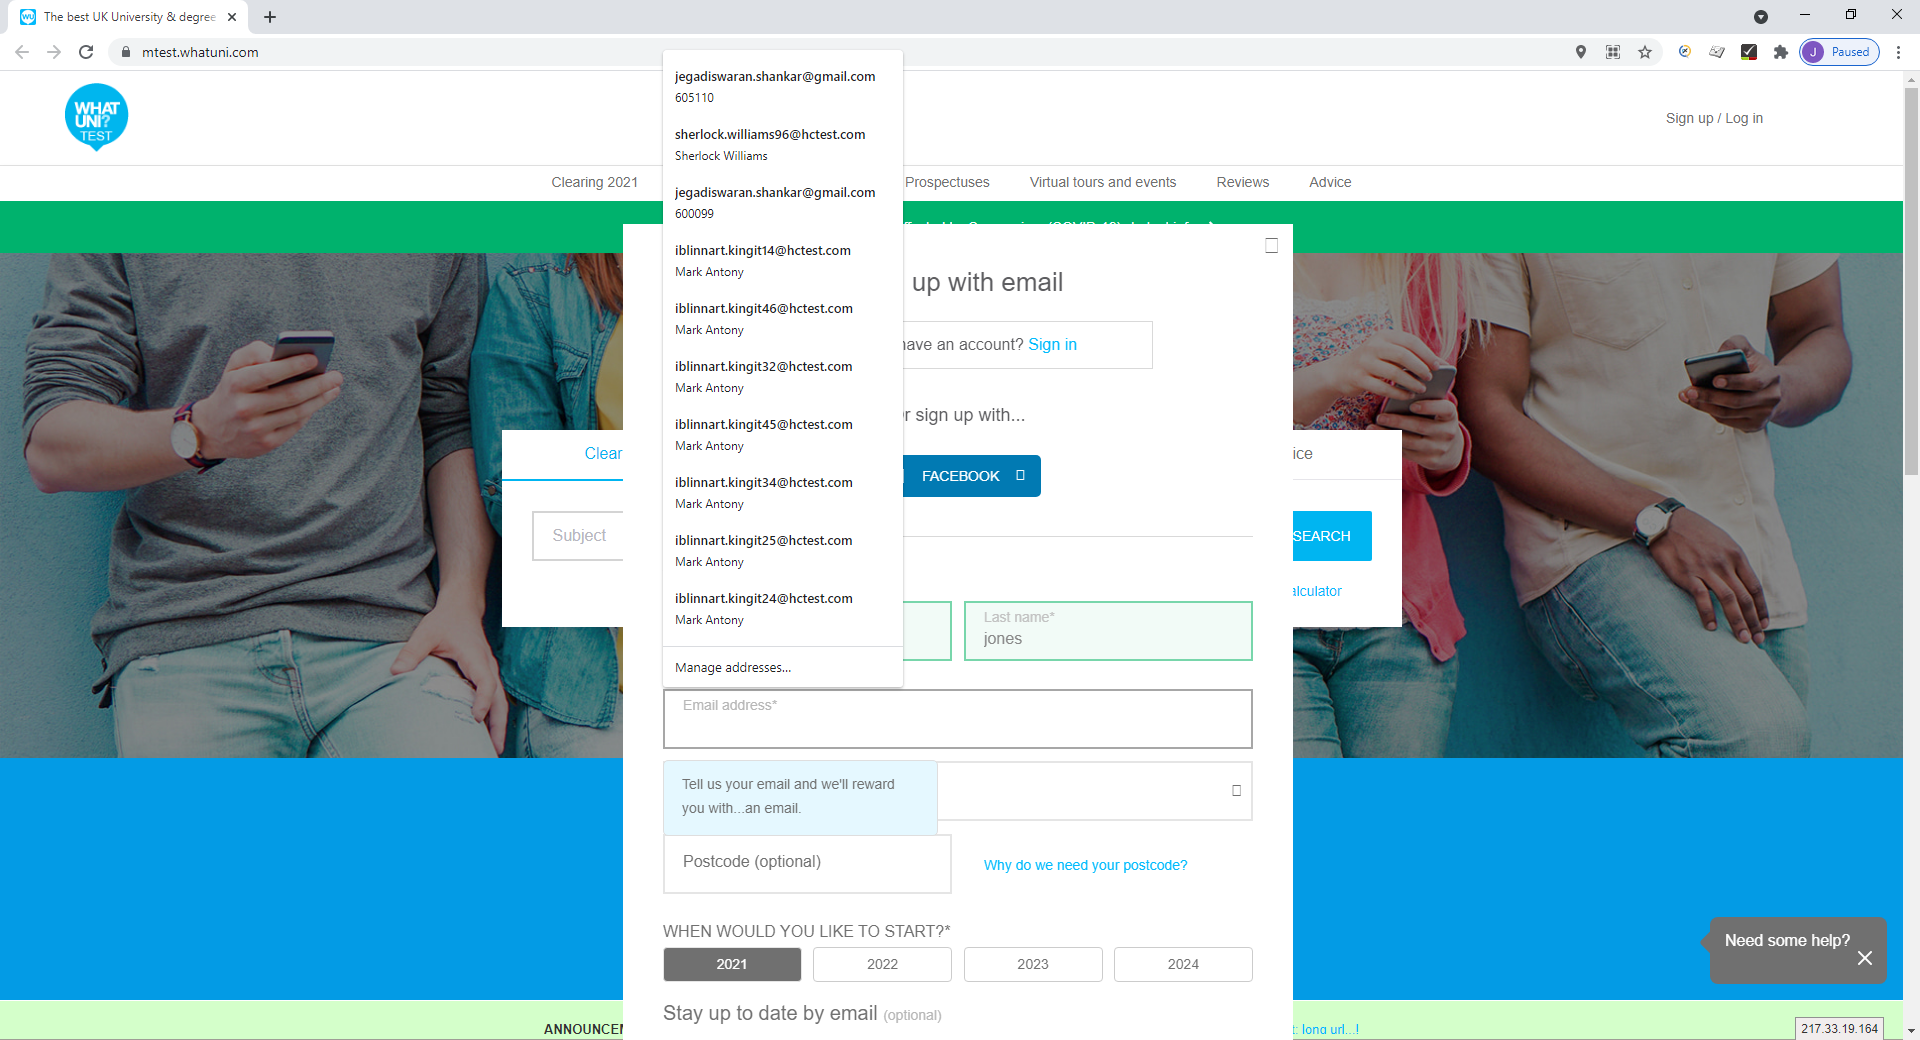 The best UK University & degree
mtest.whatuni.com
J Paused
WHAT
UNI?
TEST
Sign up / Log in
Clearing 2021
Prospectuses
Virtual tours and events
Reviews
Advice
jegadiswaran.shankar@gmail.com
605110
sherlock.williams96@hctest.com
Sherlock Williams
jegadiswaran.shankar@gmail.com
600099
iblinnart.kingit14@hctest.com
Mark Antony
iblinnart.kingit46@hctest.com
Mark Antony
iblinnart.kingit32@hctest.com
Mark Antony
iblinnart.kingit45@hctest.com
Mark Antony
iblinnart.kingit34@hctest.com
Mark Antony
iblinnart.kingit25@hctest.com
Mark Antony
iblinnart.kingit24@hctest.com
Mark Antony
Manage addresses...
up with email
have an account? Sign in
sign up with...
FACEBOOK
Clear
ice
Subject
SEARCH
alculator
Last name*
jones
Email address*
Tell us your email and we'll reward
you with...an email.
Postcode (optional)
Why do we need your postcode?
WHEN WOULD YOU LIKE TO START?*
2021
2022
2023
2024
Stay up to date by email (optional)
Need some help?
ANNOUNCEM
t: long url...!
217.33.19.164